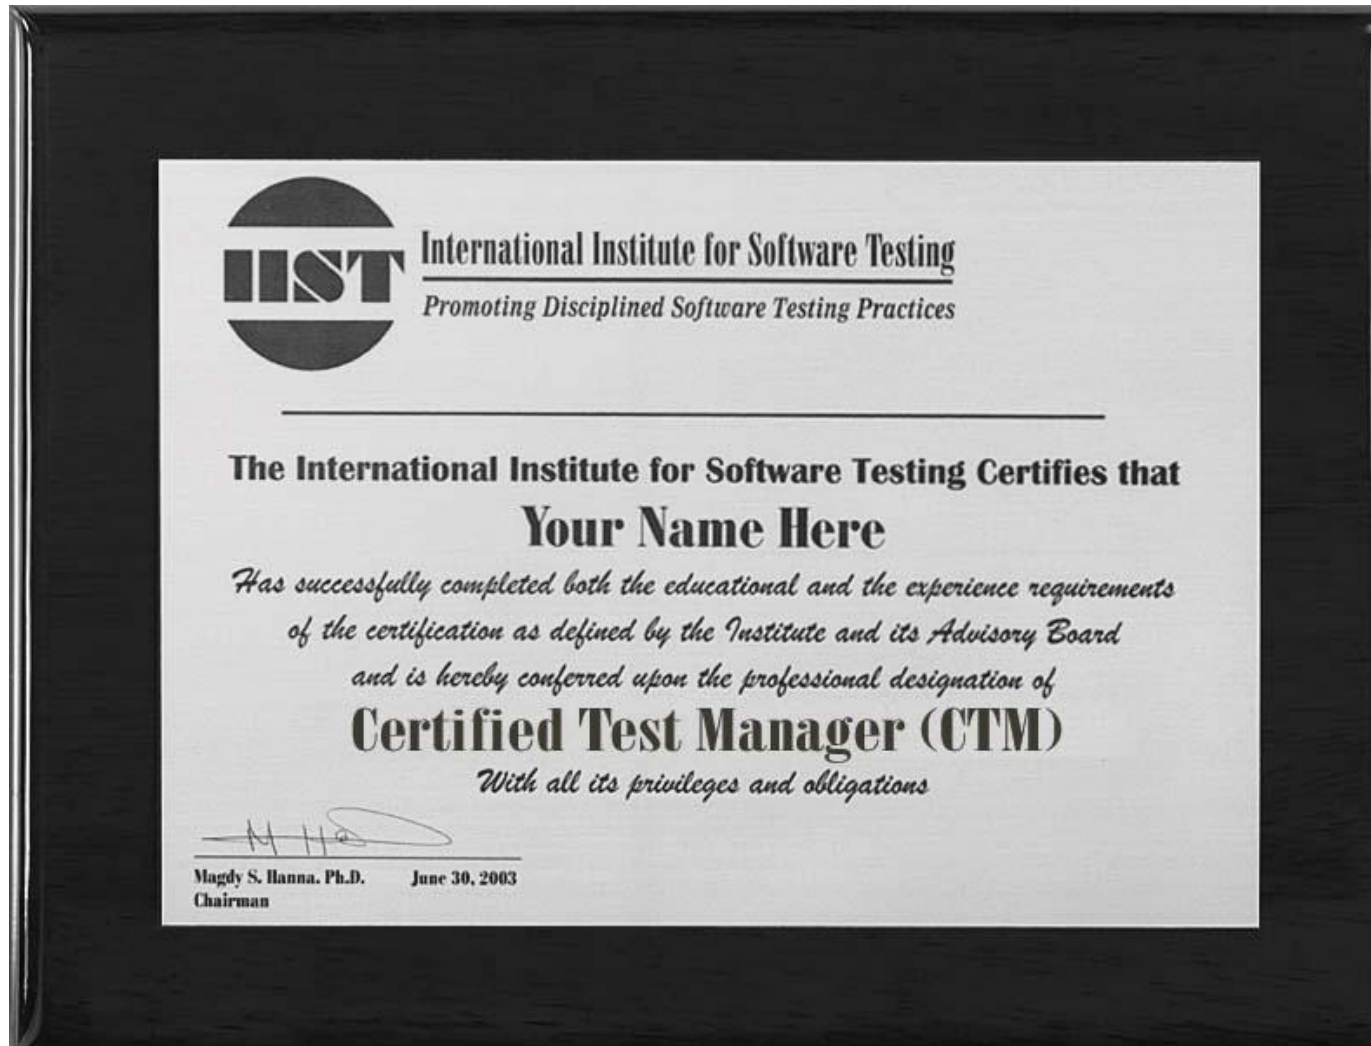 IIST
International Institute for Software Testing
Promoting Disciplined Software Testing Practices
The International Institute for Software Testing Certifies that
Your Name Here
Has successfully completed both the educational and the experience requirements
of the certification as defined by the Institute and its Advisory Board
and is hereby conferred upon the professional designation of
Certified Test Manager (CTM)
With all its privileges and obligations
Magdy S. Hanna. Ph.D. June 30, 2003
Chairman